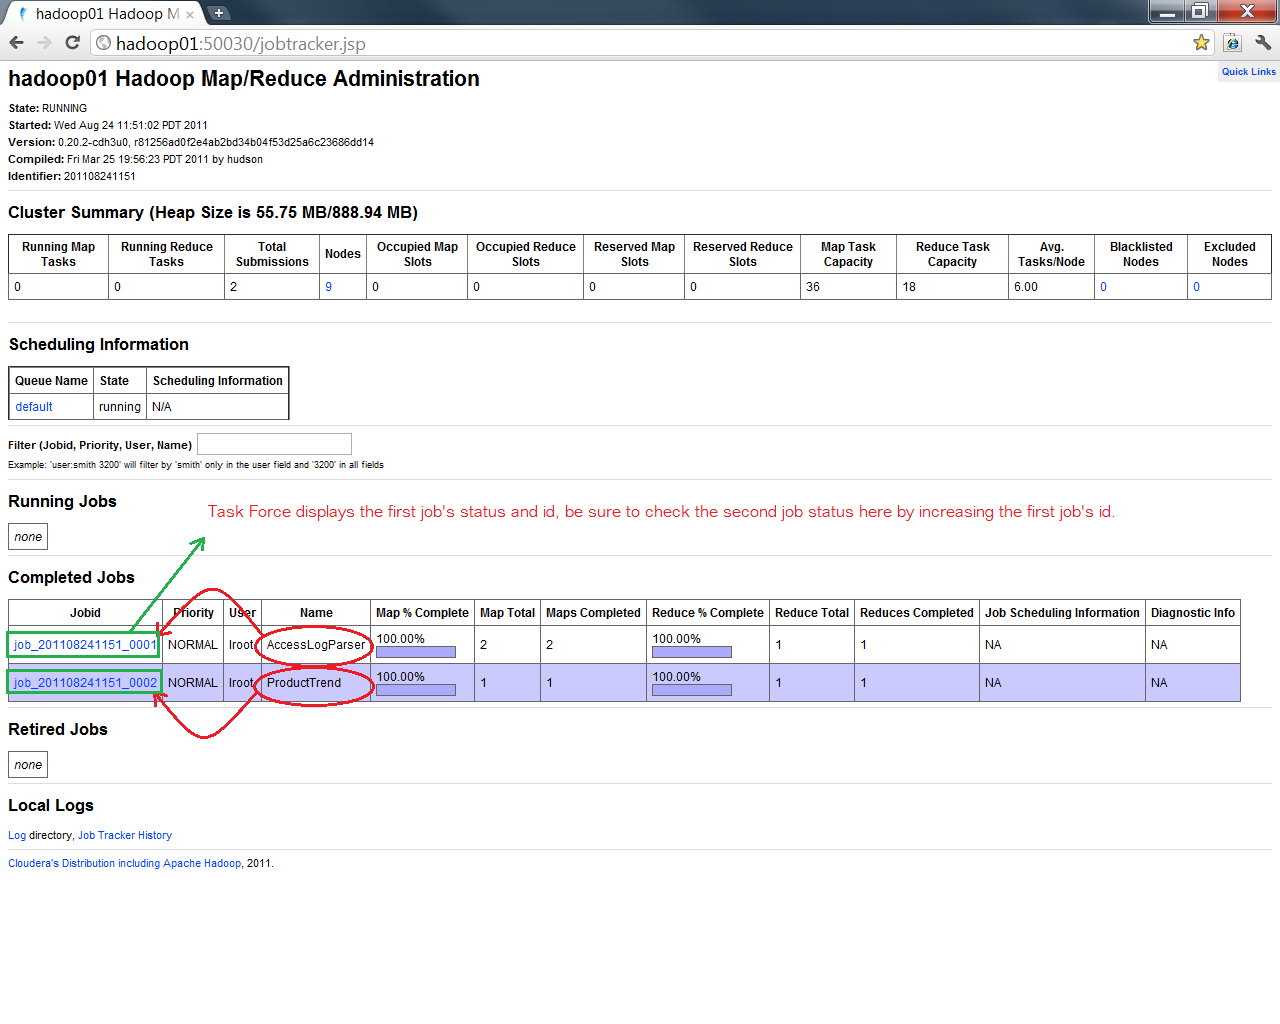 hadoop01 Hadoop M
hadoop01:50030/jobtracker.jsp
Quick Links
hadoop01 Hadoop Map/Reduce Administration
State: RUNNING
Started: Wed Aug 24 11:51:02 PDT 2011
Version: 0.20.2-cdh3u0, r81256ad0f2e4ab2bd34b04f53d25a6c23686dd14
Compiled: Fri Mar 25 19:56:23 PDT 2011 by hudson
Identifier: 201108241151
Cluster Summary (Heap Size is 55.75 MB/888.94 MB)
Running Map Tasks Running Reduce Tasks Total Submissions Nodes Occupied Map Slots Occupied Reduce Slots Reserved Map Slots Reserved Reduce Slots Map Task Capacity Reduce Task Capacity Avg. Tasks/Node Blacklisted Nodes Excluded Nodes
0 0 2 9 0 0 0 0 36 18 6.00 0 0
Scheduling Information
Queue Name State Scheduling Information
default running N/A
Filter (Jobid, Priority, User, Name)
Example: 'user:smith 3200' will filter by 'smith' only in the user field and '3200' in all fields
Running Jobs
Task Force displays the first job's status and id, be sure to check the second job status here by increasing the first job's id.
none
Completed Jobs
Jobid Priority User Name Map % Complete Map Total Maps Completed Reduce % Complete Reduce Total Reduces Completed Job Scheduling Information Diagnostic Info
job_201108241151_0001 NORMAL lroot AccessLogParser 100.00% 2 2 100.00% 1 1 NA NA
job_201108241151_0002 NORMAL lroot ProductTrend 100.00% 1 1 100.00% 1 1 NA NA
Retired Jobs
none
Local Logs
Log directory, Job Tracker History
Cloudera's Distribution including Apache Hadoop, 2011.